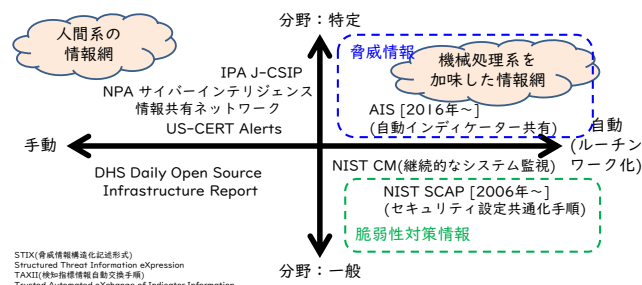 分野：特定
人間系の
情報網
脅威情報
機械処理系を
加味した情報網
IPA J-CSIP
NPA サイバーインテリジェンス
情報共有ネットワーク
US-CERT Alerts
AIS [2016年～]
(自動インディケーター共有)
手動
自動
(ルーチン
ワーク化)
DHS Daily Open Source
Infrastructure Report
NIST CM(継続的なシステム監視)
NIST SCAP [2006年～]
(セキュリティ設定共通化手順)
脆弱性対策情報
分野：一般
STIX(脅威情報構造化記述形式)
Structured Threat Information eXpression
TAXII(検知指標情報自動交換手順)
Trusted Automated eXchange of Indicator Information